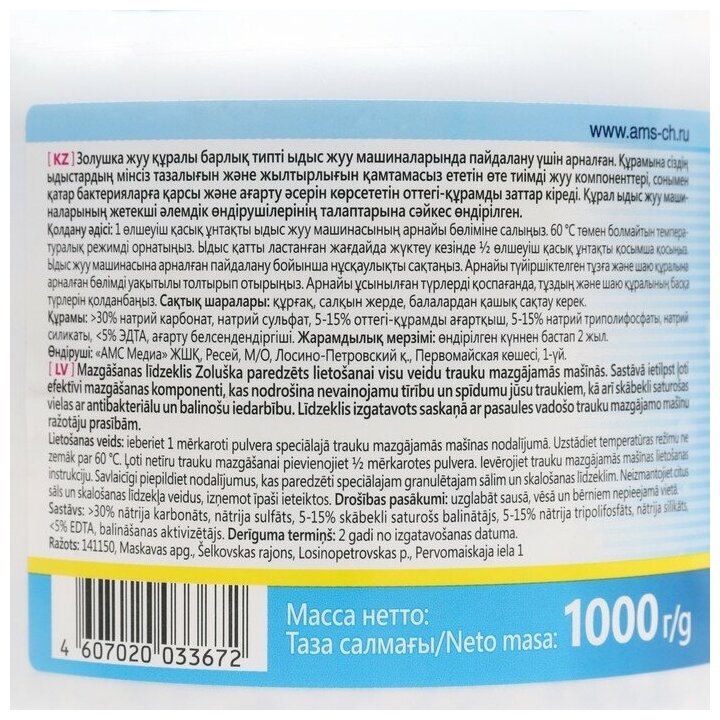 www.ams-ch.ru
[KZ] Золушка жуу құралы барлық типті ыдыс жуу машиналарында пайдалану үшін арналған. Құрамына сіздің
ыдыстардың мінсіз тазалығын және жылтырлығын қамтамасыз ететін өте тиімді жуу компоненттері, сонымен
қатар бактерияларға қарсы және ағарту әсерін көрсететін оттегі-құрамды заттар кіреді. Құрал ыдыс жуу маши-
наларының жетекші әлемдік өндірушілерінің талаптарына сәйкес өндірілген.
Қолдану әдісі: 1 өлшеуіш қасық ұнтақты ыдыс жуу машинасының арнайы бөліміне салыңыз. 60 °С төмен болмайтын темпера-
туралық режимді орнатыңыз. Ыдыс қатты ластанған жағдайда жүктеу кезінде ½ өлшеуіш қасық ұнтақты қосымша қосыңыз.
Ыдыс жуу машинасына арналған пайдалану бойынша нұсқаулықты сақтаңыз. Арнайы түйіршіктелген тұзға және шаю құралына
арналған бөлімді уақытылы толтырып отырыңыз. Арнайы ұсынылған түрлерді қоспағанда, тұздың және шаю құралының басқа
түрлерін қолданбаңыз. Сақтық шаралары: құрғақ, салқын жерде, балалардан қашық сақтау керек.
Құрамы: >30% натрий карбонат, натрий сульфат, 5-15% оттегі-құрамды ағартқыш, 5-15% натрий триполифосфаты, натрий
силикаты, <5% ЭДТА, ағарту белсендендіргіші. Жарамдылық мерзімі: өндірілген күннен бастап 2 жыл.
Өндіруші: «АМС Медиа» ЖШҚ, Ресей, М/О, Лосино-Петровский қ., Первомайская көшесі, 1-үй.
[LV] Mazgāšanas līdzeklis Zoluška paredzēts lietošanai visu veidu trauku mazgājamās mašīnās. Sastāvā ietilpst ļoti
efektīvi mazgāšanas komponenti, kas nodrošina nevainojamu tīrību un spīdumu jūsu traukiem, kā arī skābekli saturošas
vielas ar antibakteriālu un balinošu iedarbību. Līdzeklis izgatavots saskaņā ar pasaules vadošo trauku mazgājamo mašīnu
ražotāju prasībām.
Lietošanas veids: ieberiet 1 mērkaroti pulvera speciālajā trauku mazgājamās mašīnas nodalījumā. Uzstādiet temperatūras režīmu ne
zemāk par 60 °C. Ļoti netīru trauku mazgāšanai pievienojiet ½ mērkarotes pulvera. Ievērojiet trauku mazgājamās mašīnas lietošanas
instrukciju. Savlaicīgi piepildiet nodalījumus, kas paredzēti speciālajam granulētajam sālim un skalošanas līdzeklim. Neizmantojiet citus
sāls un skalošanas līdzekļa veidus, izņemot īpaši ieteiktos. Drošības pasākumi: uzglabāt sausā, vēsā un bērniem nepieejamā vietā.
Sastāvs: >30% nātrija karbonāts, nātrija sulfāts, 5-15% skābekli saturošs balinātājs, 5-15% nātrija tripolifosfāts, nātrija silikāts,
<5% EDTA, balināšanas aktivizētājs. Derīguma termiņš: 2 gadi no izgatavošanas datuma.
Ražots: 141150, Maskavas apg., Šelkovskas rajons, Losinopetrovskas p., Pervomaiskaja iela 1
4 607020 033672
Масса нетто:
Таза салмағы/Neto masa: 1000 г/g